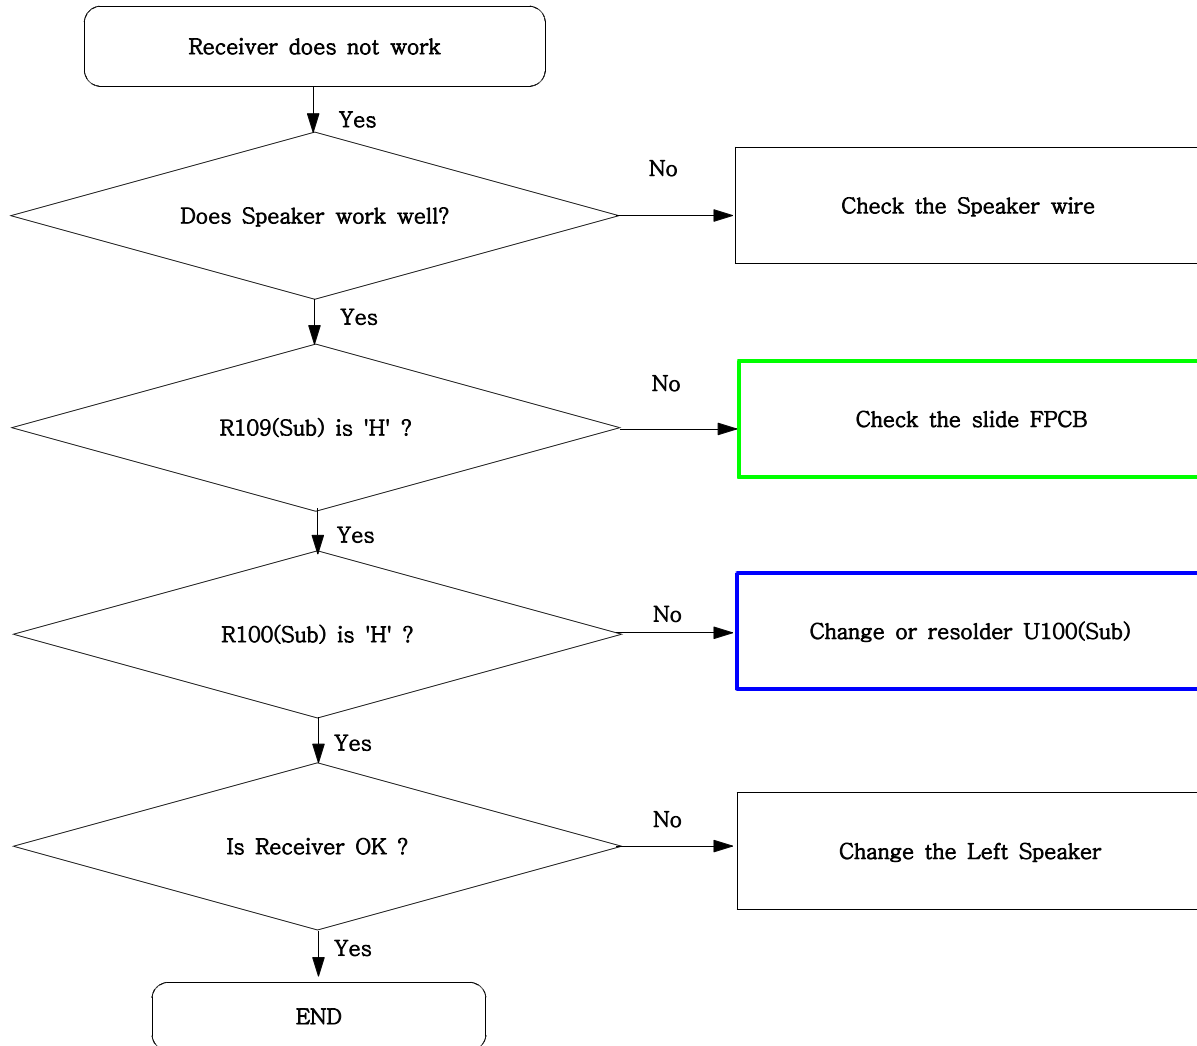 Receiver does not work
Yes
Does Speaker work well?
No
Check the Speaker wire
Yes
R109(Sub) is 'H' ?
No
Check the slide FPCB
Yes
R100(Sub) is 'H' ?
No
Change or resolder U100(Sub)
Yes
Is Receiver OK ?
No
Change the Left Speaker
Yes
END